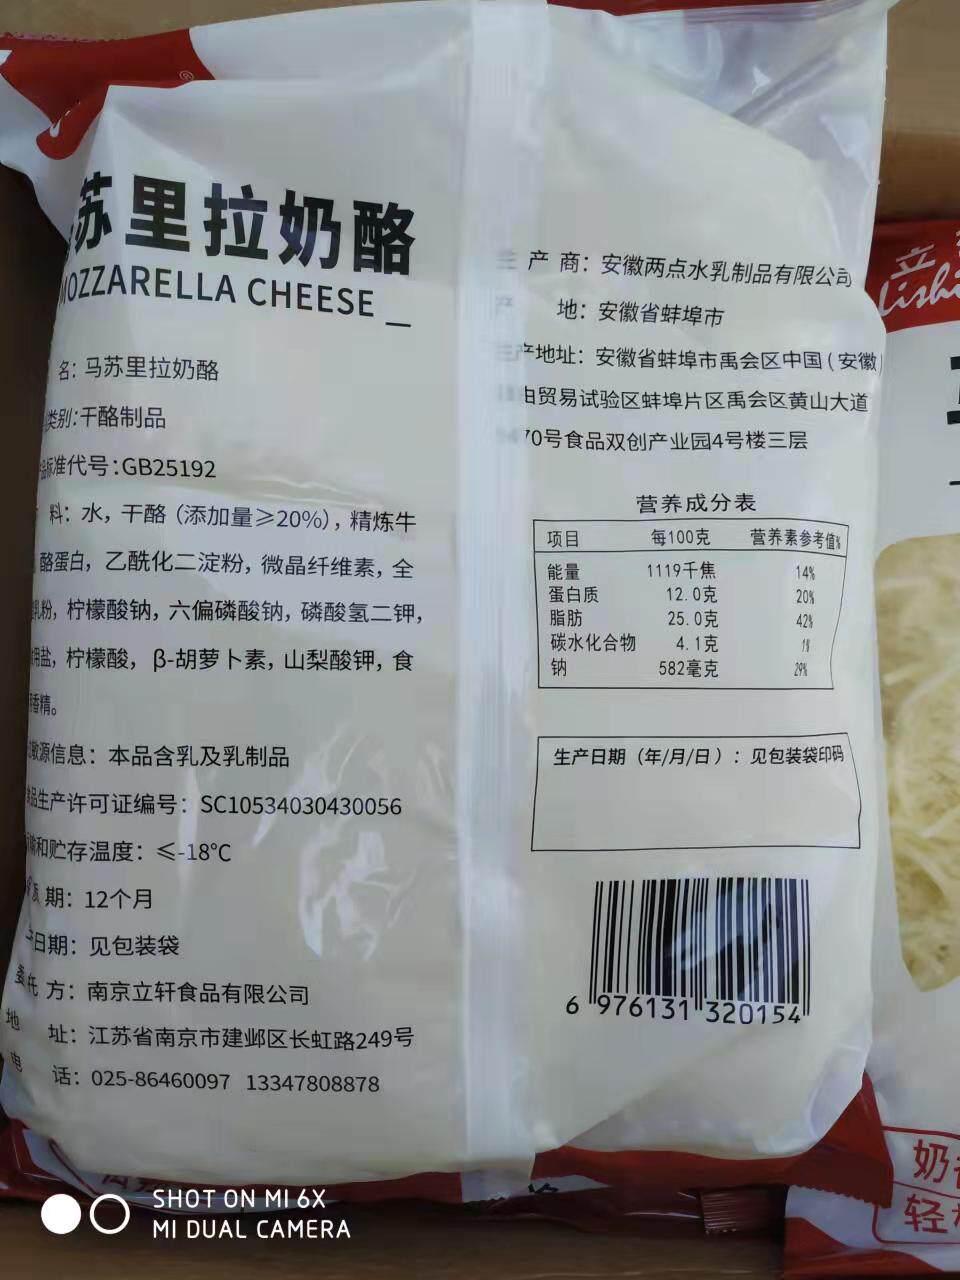 ®
苏里拉奶酪
MOZZARELLA CHEESE _
名：马苏里拉奶酪
类别：干酪制品
标准代号：GB25192
料：水，干酪（添加量≥20%），精炼牛
酪蛋白，乙酰化二淀粉，微晶纤维素，全
乳粉，柠檬酸钠，六偏磷酸钠，磷酸氢二钾，
用盐，柠檬酸，β-胡萝卜素，山梨酸钾，食
香精。
敏源信息：本品含乳及乳制品
品生产许可证编号：SC10534030430056
输和贮存温度：≤-18℃
期：12个月
日期：见包装袋
委托方：南京立轩食品有限公司
地 址：江苏省南京市建邺区长虹路249号
电 话：025-86460097 13347808878
产商：安徽两点水乳制品有限公司
产 地：安徽省蚌埠市
产地址：安徽省蚌埠市禹会区中国（安徽）
由贸易试验区蚌埠片区禹会区黄山大道
70号食品双创产业园4号楼三层
营养成分表
项目 每100克 营养素参考值%
能量 1119千焦 14%
蛋白质 12.0克 20%
脂肪 25.0克 42%
碳水化合物 4.1克 1%
钠 582毫克 29%
生产日期（年/月/日）：见包装袋印码
6 976131 320154
立
Lishi
奶
轻
SHOT ON MI 6X
MI DUAL CAMERA